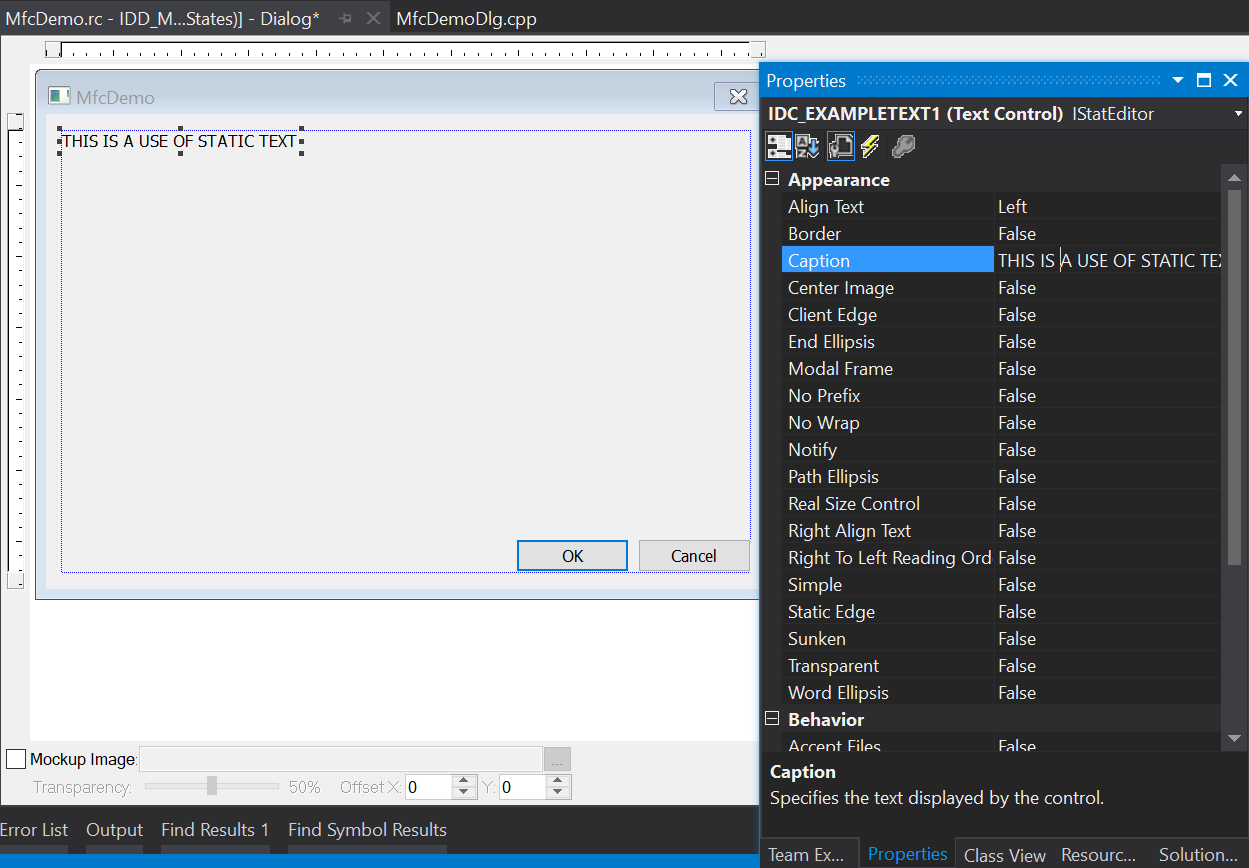 MfcDemo.rc - IDD_M...States)] - Dialog*
MfcDemoDlg.cpp
MfcDemo
THIS IS A USE OF STATIC TEXT
OK
Cancel
Mockup Image:
...
Transparency:
50%
Offset X:
0
Y:
0
Error List
Output
Find Results 1
Find Symbol Results
Properties
IDC_EXAMPLETEXT1 (Text Control) IStatEditor
Appearance
Align Text Left
Border False
Caption THIS IS A USE OF STATIC TEX
Center Image False
Client Edge False
End Ellipsis False
Modal Frame False
No Prefix False
No Wrap False
Notify False
Path Ellipsis False
Real Size Control False
Right Align Text False
Right To Left Reading Ord False
Simple False
Static Edge False
Sunken False
Transparent False
Word Ellipsis False
Behavior
Accept Files False
Caption
Specifies the text displayed by the control.
Team Ex...
Properties
Class View
Resourc...
Solution...